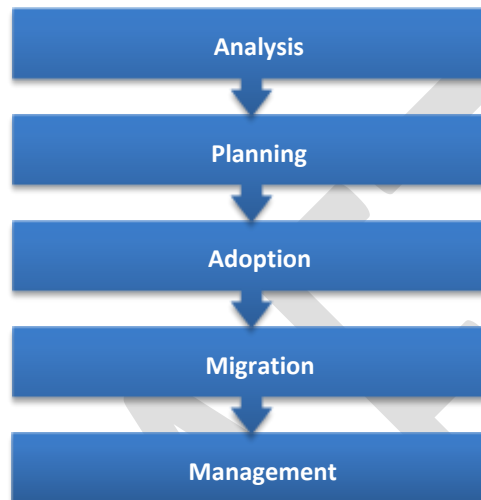 Analysis
Planning
Adoption
Migration
Management